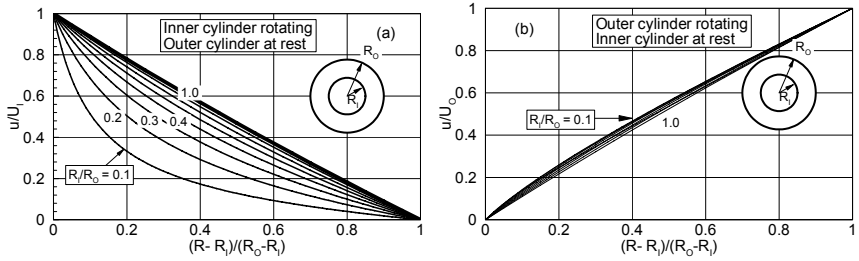 Inner cylinder rotating
Outer cylinder at rest
(a)
R_O
R_I
1.0
0.2
0.3
0.4
R_I/R_O = 0.1
u/U_I
1
0.8
0.6
0.4
0.2
0
0
0.2
0.4
0.6
0.8
1
(R- R_I)/(R_O-R_I)
(b)
Outer cylinder rotating
Inner cylinder at rest
R_O
R_I
R_I/R_O = 0.1
1.0
u/U_O
1
0.8
0.6
0.4
0.2
0
0
0.2
0.4
0.6
0.8
1
(R- R_I)/(R_O-R_I)